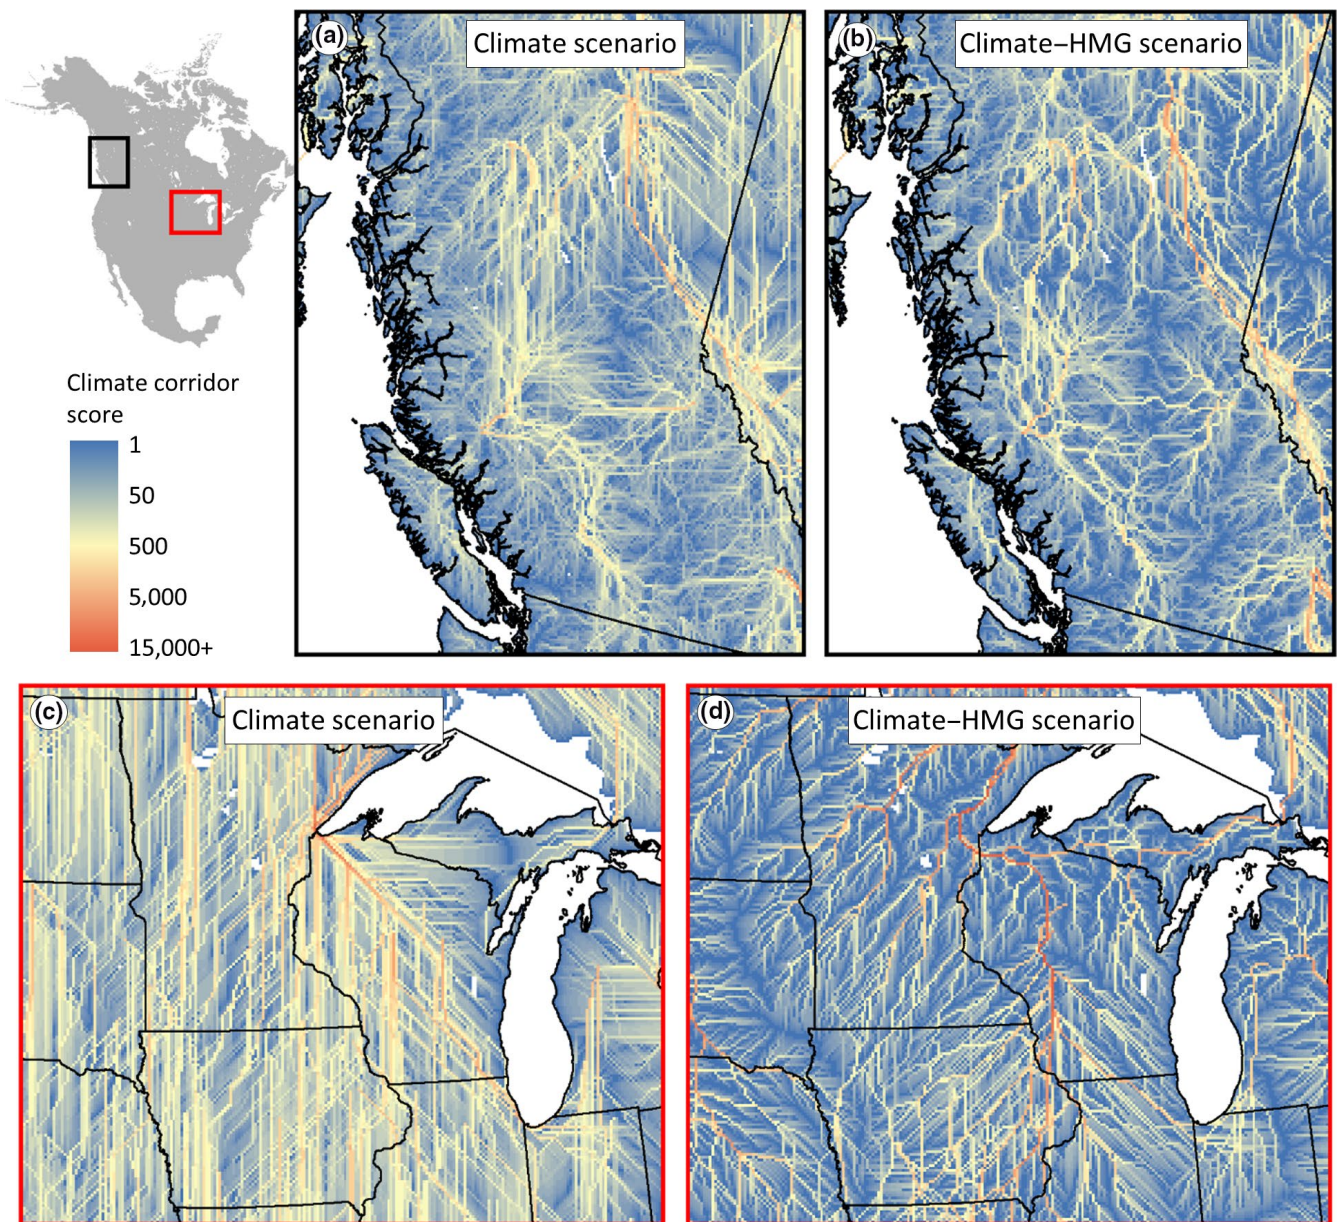 (a)
Climate scenario
(b)
Climate–HMG scenario
Climate corridor
score
1
50
500
5,000
15,000+
(c)
Climate scenario
(d)
Climate–HMG scenario